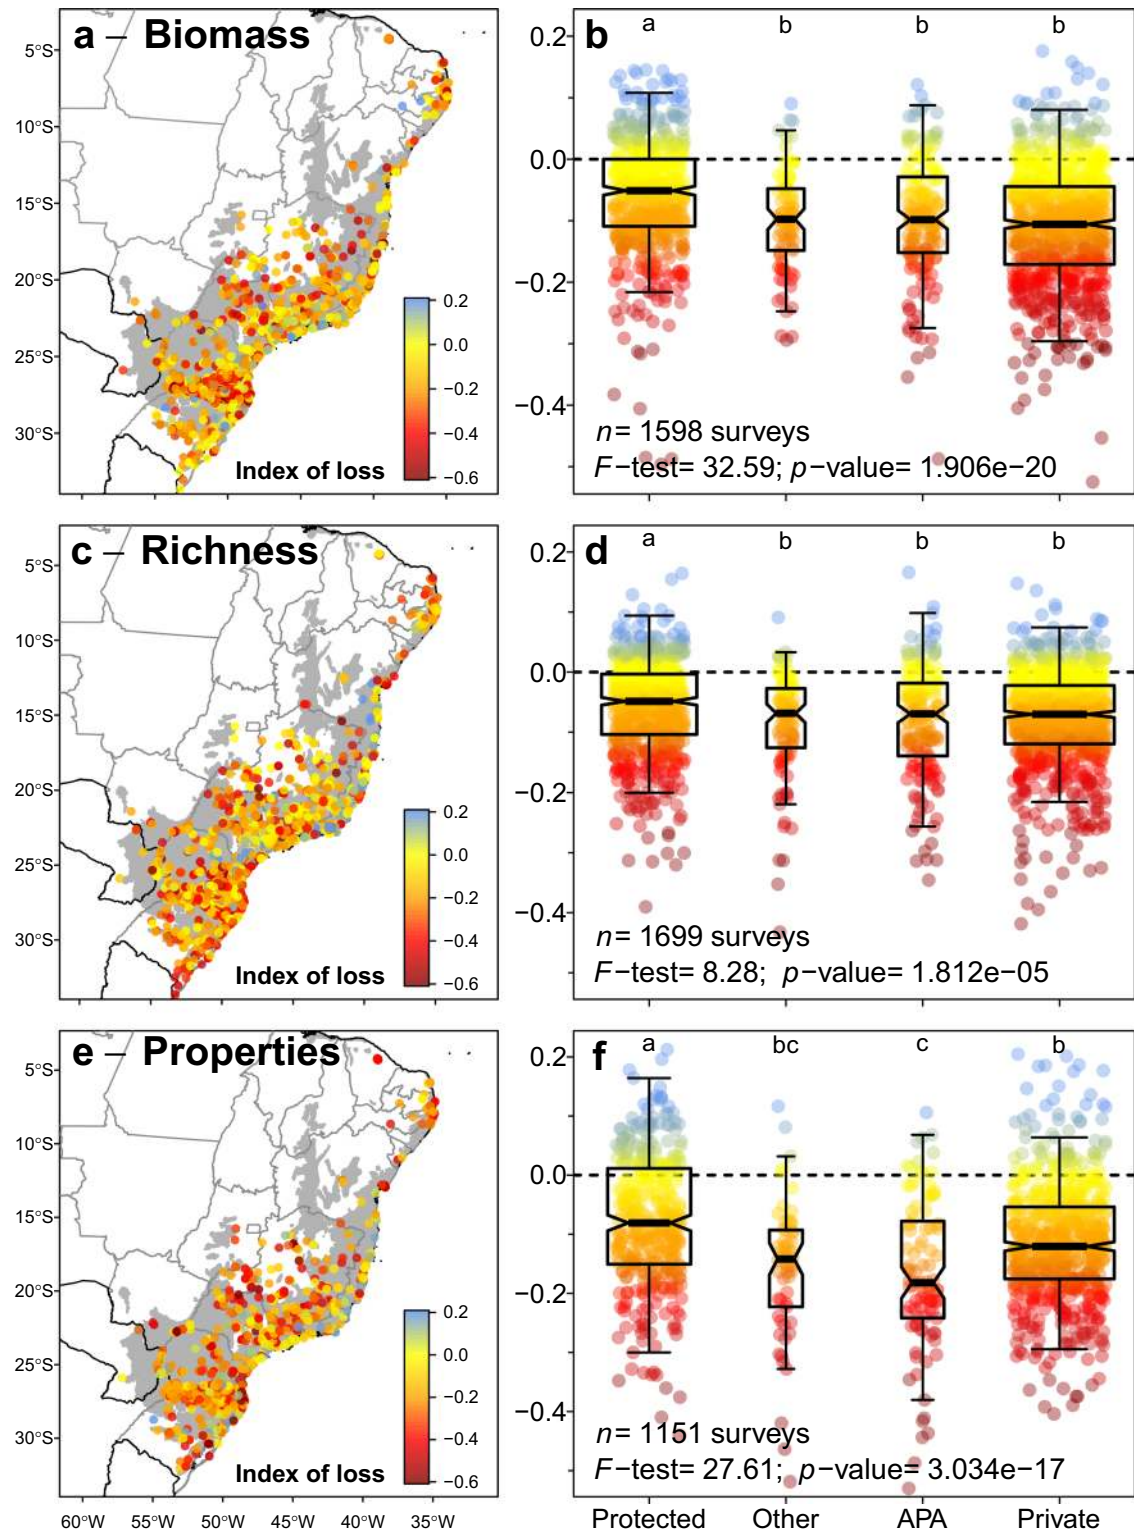 a – Biomass
5°S
10°S
15°S
20°S
25°S
30°S
0.2
0.0
−0.2
−0.4
−0.6
Index of loss
b
a b b b
0.2
0.0
−0.2
−0.4
n= 1598 surveys
F−test= 32.59; p−value= 1.906e−20
c – Richness
5°S
10°S
15°S
20°S
25°S
30°S
0.2
0.0
−0.2
−0.4
−0.6
Index of loss
d
a b b b
0.2
0.0
−0.2
−0.4
n= 1699 surveys
F−test= 8.28; p−value= 1.812e−05
e – Properties
5°S
10°S
15°S
20°S
25°S
30°S
0.2
0.0
−0.2
−0.4
−0.6
Index of loss
60°W 55°W 50°W 45°W 40°W 35°W
f
a bc c b
0.2
0.0
−0.2
−0.4
n= 1151 surveys
F−test= 27.61; p−value= 3.034e−17
Protected Other APA Private